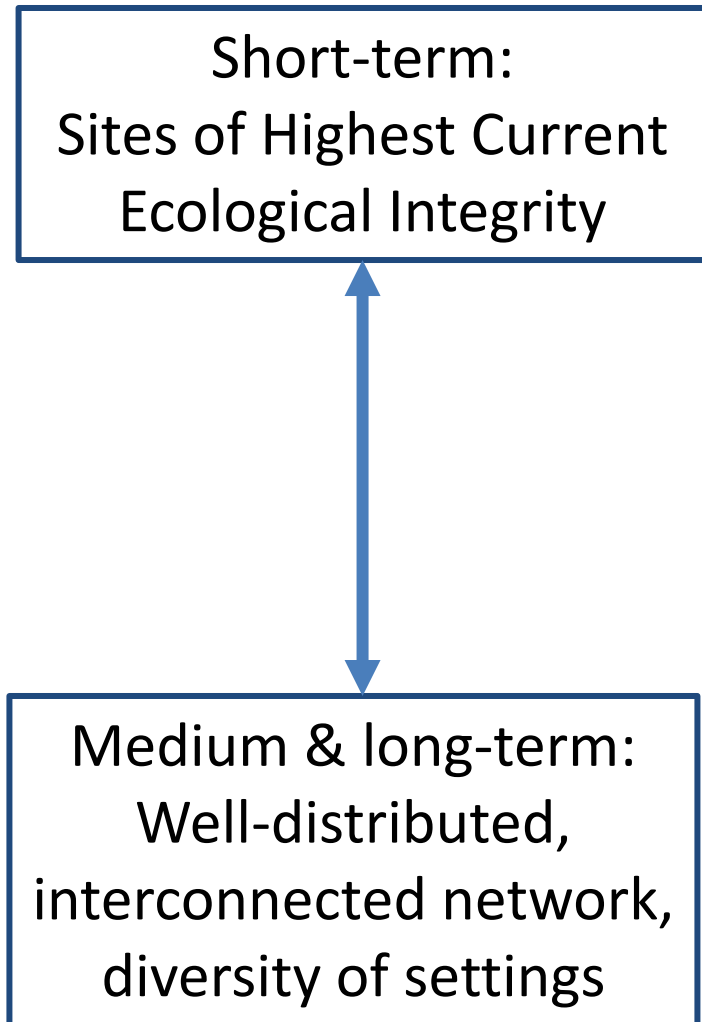 Short-term:
Sites of Highest Current
Ecological Integrity
Medium & long-term:
Well-distributed,
interconnected network,
diversity of settings